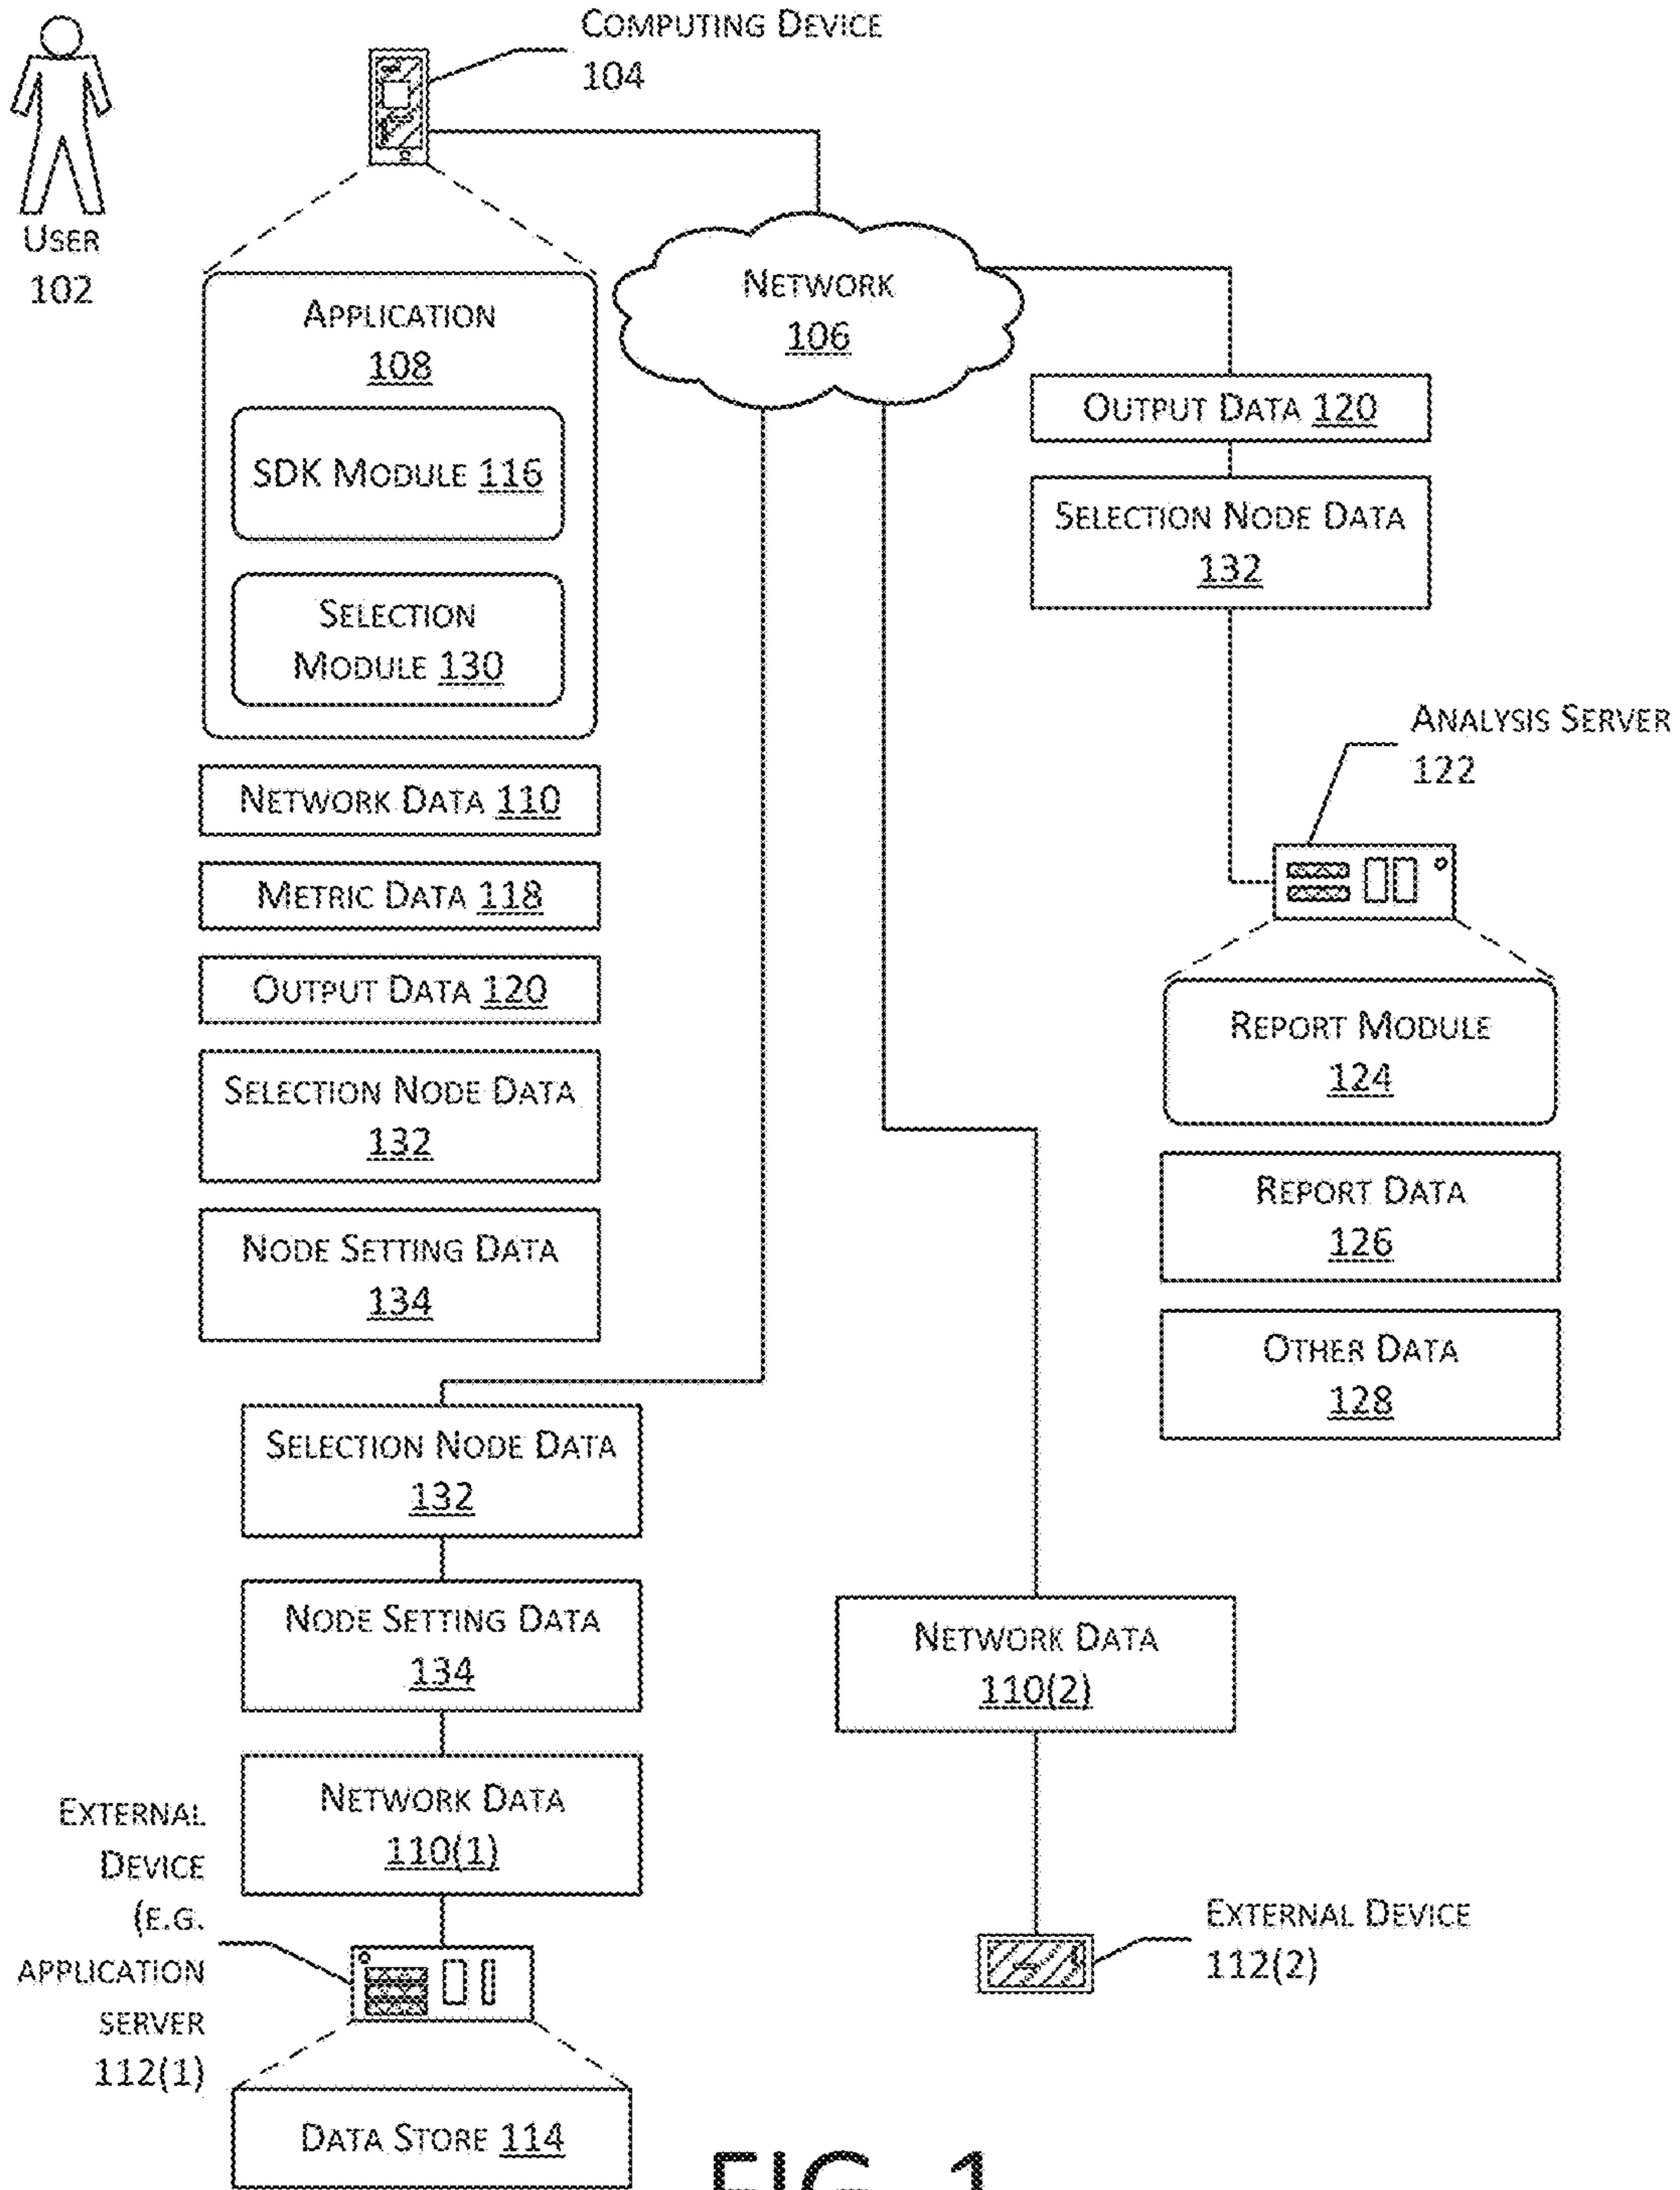 COMPUTING DEVICE
104
USER
102
NETWORK
106
APPLICATION
108
SDK MODULE 116
SELECTION
MODULE 130
OUTPUT DATA 120
SELECTION NODE DATA
132
ANALYSIS SERVER
122
NETWORK DATA 110
METRIC DATA 118
OUTPUT DATA 120
SELECTION NODE DATA
132
NODE SETTING DATA
134
REPORT MODULE
124
REPORT DATA
126
OTHER DATA
128
SELECTION NODE DATA
132
NODE SETTING DATA
134
NETWORK DATA
110(1)
NETWORK DATA
110(2)
EXTERNAL
DEVICE
(E.G.
APPLICATION
SERVER
112(1)
EXTERNAL DEVICE
112(2)
DATA STORE 114
FIG. 1